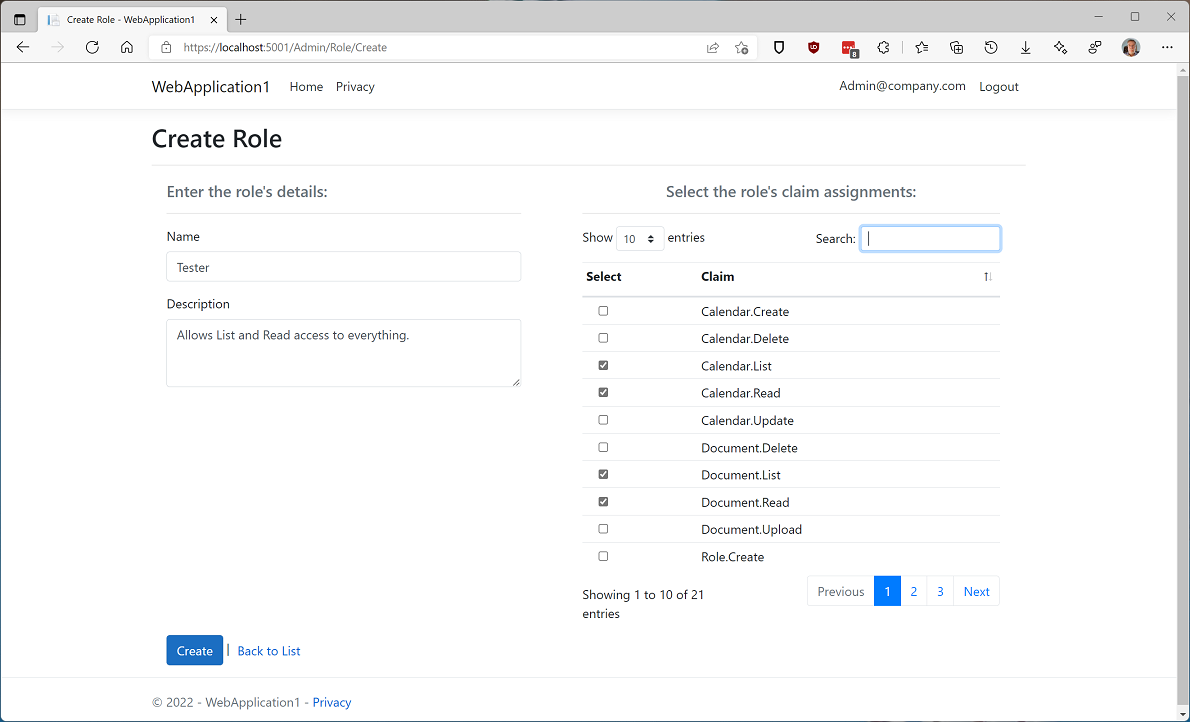 Create Role - WebApplication1
https://localhost:5001/Admin/Role/Create
8
WebApplication1 Home Privacy Admin@company.com Logout
Create Role
Enter the role's details:
Name
Tester
Description
Allows List and Read access to everything.
Select the role's claim assignments:
Show 10 entries Search:
Select Claim
Calendar.Create
Calendar.Delete
Calendar.List
Calendar.Read
Calendar.Update
Document.Delete
Document.List
Document.Read
Document.Upload
Role.Create
Showing 1 to 10 of 21
entries
Previous 1 2 3 Next
Create | Back to List
© 2022 - WebApplication1 - Privacy